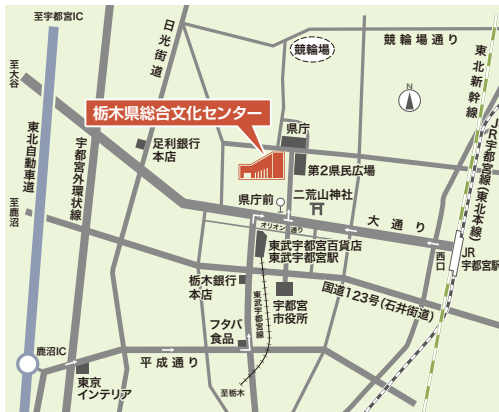 至宇都宮IC
日光街道
競輪場
競輪場通り
至大谷
東北新幹線
N
栃木県総合文化センター
県庁
足利銀行
本店
JR宇都宮線(東北本線)
東北自動車道
宇都宮外環状線
第2県民広場
県庁前
二荒山神社
至鹿沼
大通り
オリオン通り
東武宇都宮百貨店
東武宇都宮駅
西口
JR
宇都宮駅
栃木銀行
本店
東武宇都宮線
宇都宮
市役所
国道123号(石井街道)
フタバ
食品
鹿沼IC
平成通り
東京
インテリア
至栃木